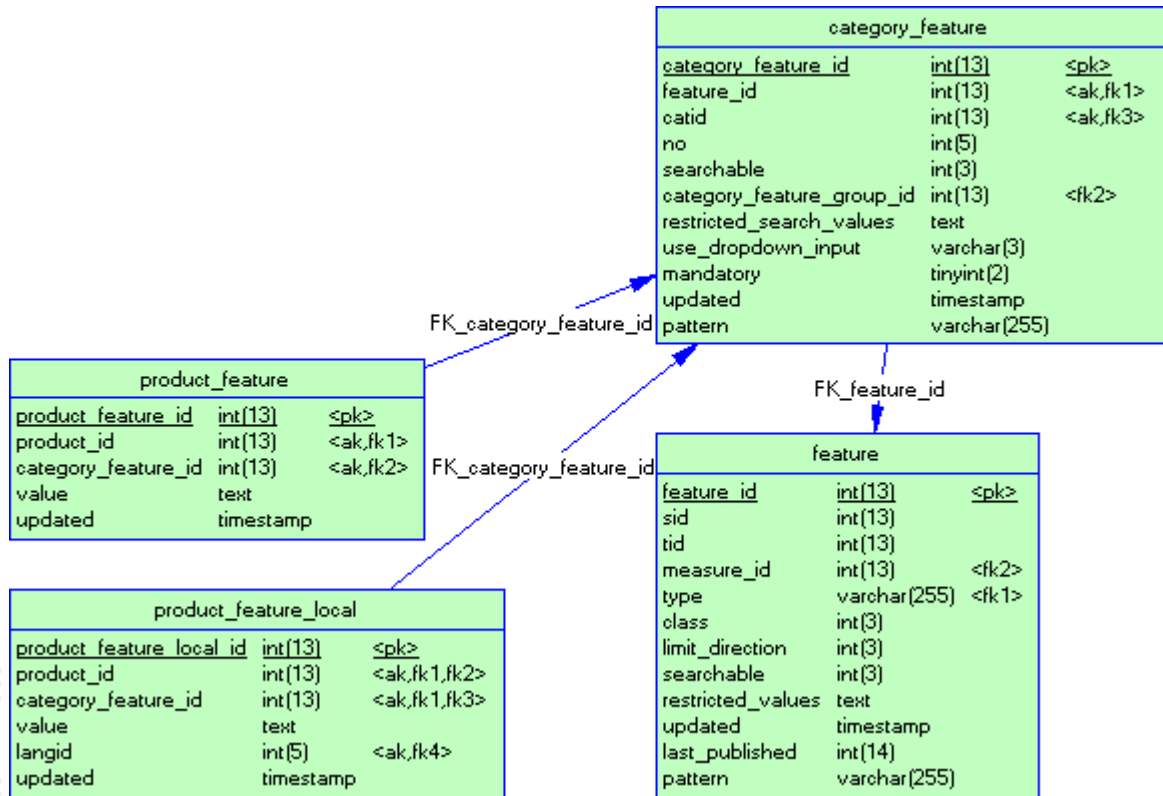 category_feature
category_feature_id int(13) <pk>
feature_id int(13) <ak,fk1>
catid int(13) <ak,fk3>
no int(5)
searchable int(3)
category_feature_group_id int(13) <fk2>
restricted_search_values text
use_dropdown_input varchar(3)
mandatory tinyint(2)
updated timestamp
pattern varchar(255)
FK_category_feature_id
product_feature
product_feature_id int(13) <pk>
product_id int(13) <ak,fk1>
category_feature_id int(13) <ak,fk2>
value text
updated timestamp
FK_feature_id
FK_category_feature_id
feature
feature_id int(13) <pk>
sid int(13)
tid int(13)
measure_id int(13) <fk2>
type varchar(255) <fk1>
class int(3)
limit_direction int(3)
searchable int(3)
restricted_values text
updated timestamp
last_published int(14)
pattern varchar(255)
product_feature_local
product_feature_local_id int(13) <pk>
product_id int(13) <ak,fk1,fk2>
category_feature_id int(13) <ak,fk1,fk3>
value text
langid int(5) <ak,fk4>
updated timestamp